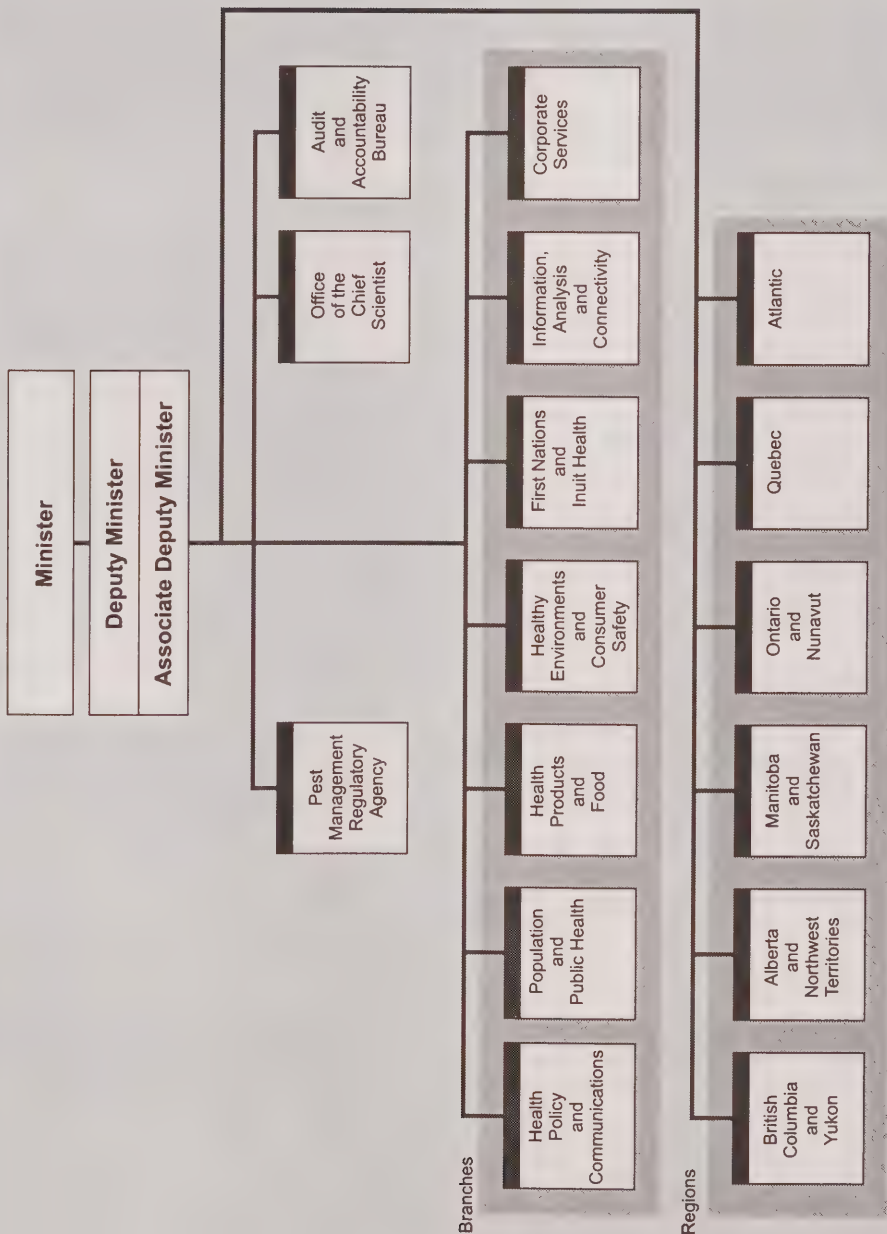 Minister
Deputy Minister
Associate Deputy Minister
Pest
Management
Regulatory
Agency
Office
of the
Chief
Scientist
Audit
and
Accountability
Bureau
Branches
Health
Policy
and
Communications
Population
and
Public Health
Health
Products
and
Food
Healthy
Environments
and
Consumer
Safety
First Nations
and
Inuit Health
Information,
Analysis
and
Connectivity
Corporate
Services
Regions
British
Columbia
and
Yukon
Alberta
and
Northwest
Territories
Manitoba
and
Saskatchewan
Ontario
and
Nunavut
Quebec
Atlantic